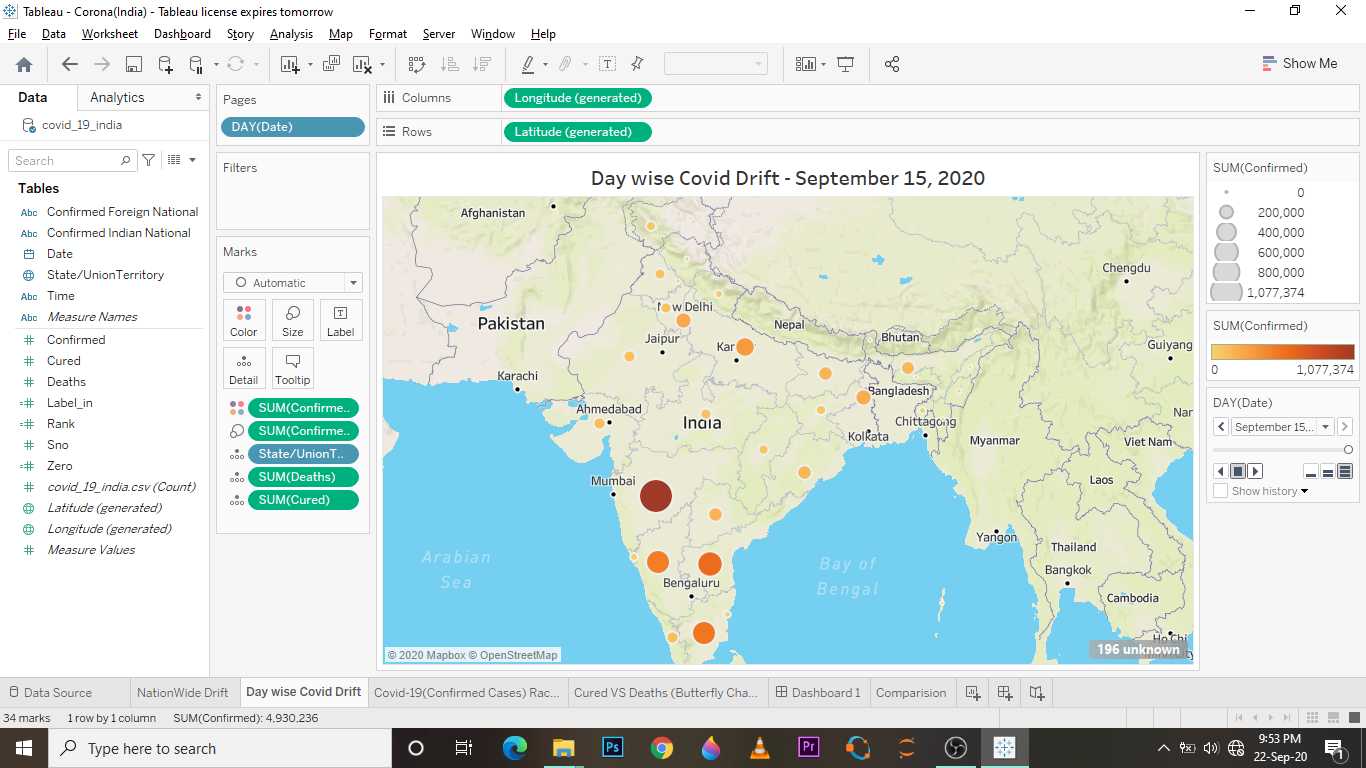 Tableau - Corona(India) - Tableau license expires tomorrow
File Data Worksheet Dashboard Story Analysis Map Format Server Window Help
Show Me
Data Analytics
covid_19_india
Search
Tables
Abc Confirmed Foreign National
Abc Confirmed Indian National
Date
State/UnionTerritory
Abc Time
Abc Measure Names
Confirmed
Cured
Deaths
Label_in
Rank
Sno
Zero
covid_19_india.csv (Count)
Latitude (generated)
Longitude (generated)
Measure Values
Pages
DAY(Date)
Filters
Marks
Automatic
Color Size Label
Detail Tooltip
SUM(Confirme..
SUM(Confirme..
State/UnionT..
SUM(Deaths)
SUM(Cured)
Columns Longitude (generated)
Rows Latitude (generated)
Day wise Covid Drift - September 15, 2020
Afghanistan
Chengdu
New Delhi
Pakistan
Nepal
Jaipur
Bhutan
Kar
Guiyang
Karachi
Bangladesh
Ahmedabad
Nan
India
Chittagong
Kolkata
Myanmar
Viet Nam
Mumbai
Laos
Yangon
Arabian
Sea
Thailand
Bay of
Bengal
Bangkok
Bengaluru
Cambodia
Ho Chi
196 unknown
© 2020 Mapbox © OpenStreetMap
SUM(Confirmed)
0
200,000
400,000
600,000
800,000
1,077,374
SUM(Confirmed)
0 1,077,374
DAY(Date)
September 15...
Show history
Data Source NationWide Drift Day wise Covid Drift Covid-19(Confirmed Cases) Rac... Cured VS Deaths (Butterfly Cha... Dashboard 1 Comparision
34 marks 1 row by 1 column SUM(Confirmed): 4,930,236
Type here to search
Ps
Pr
9:53 PM
22-Sep-20
1